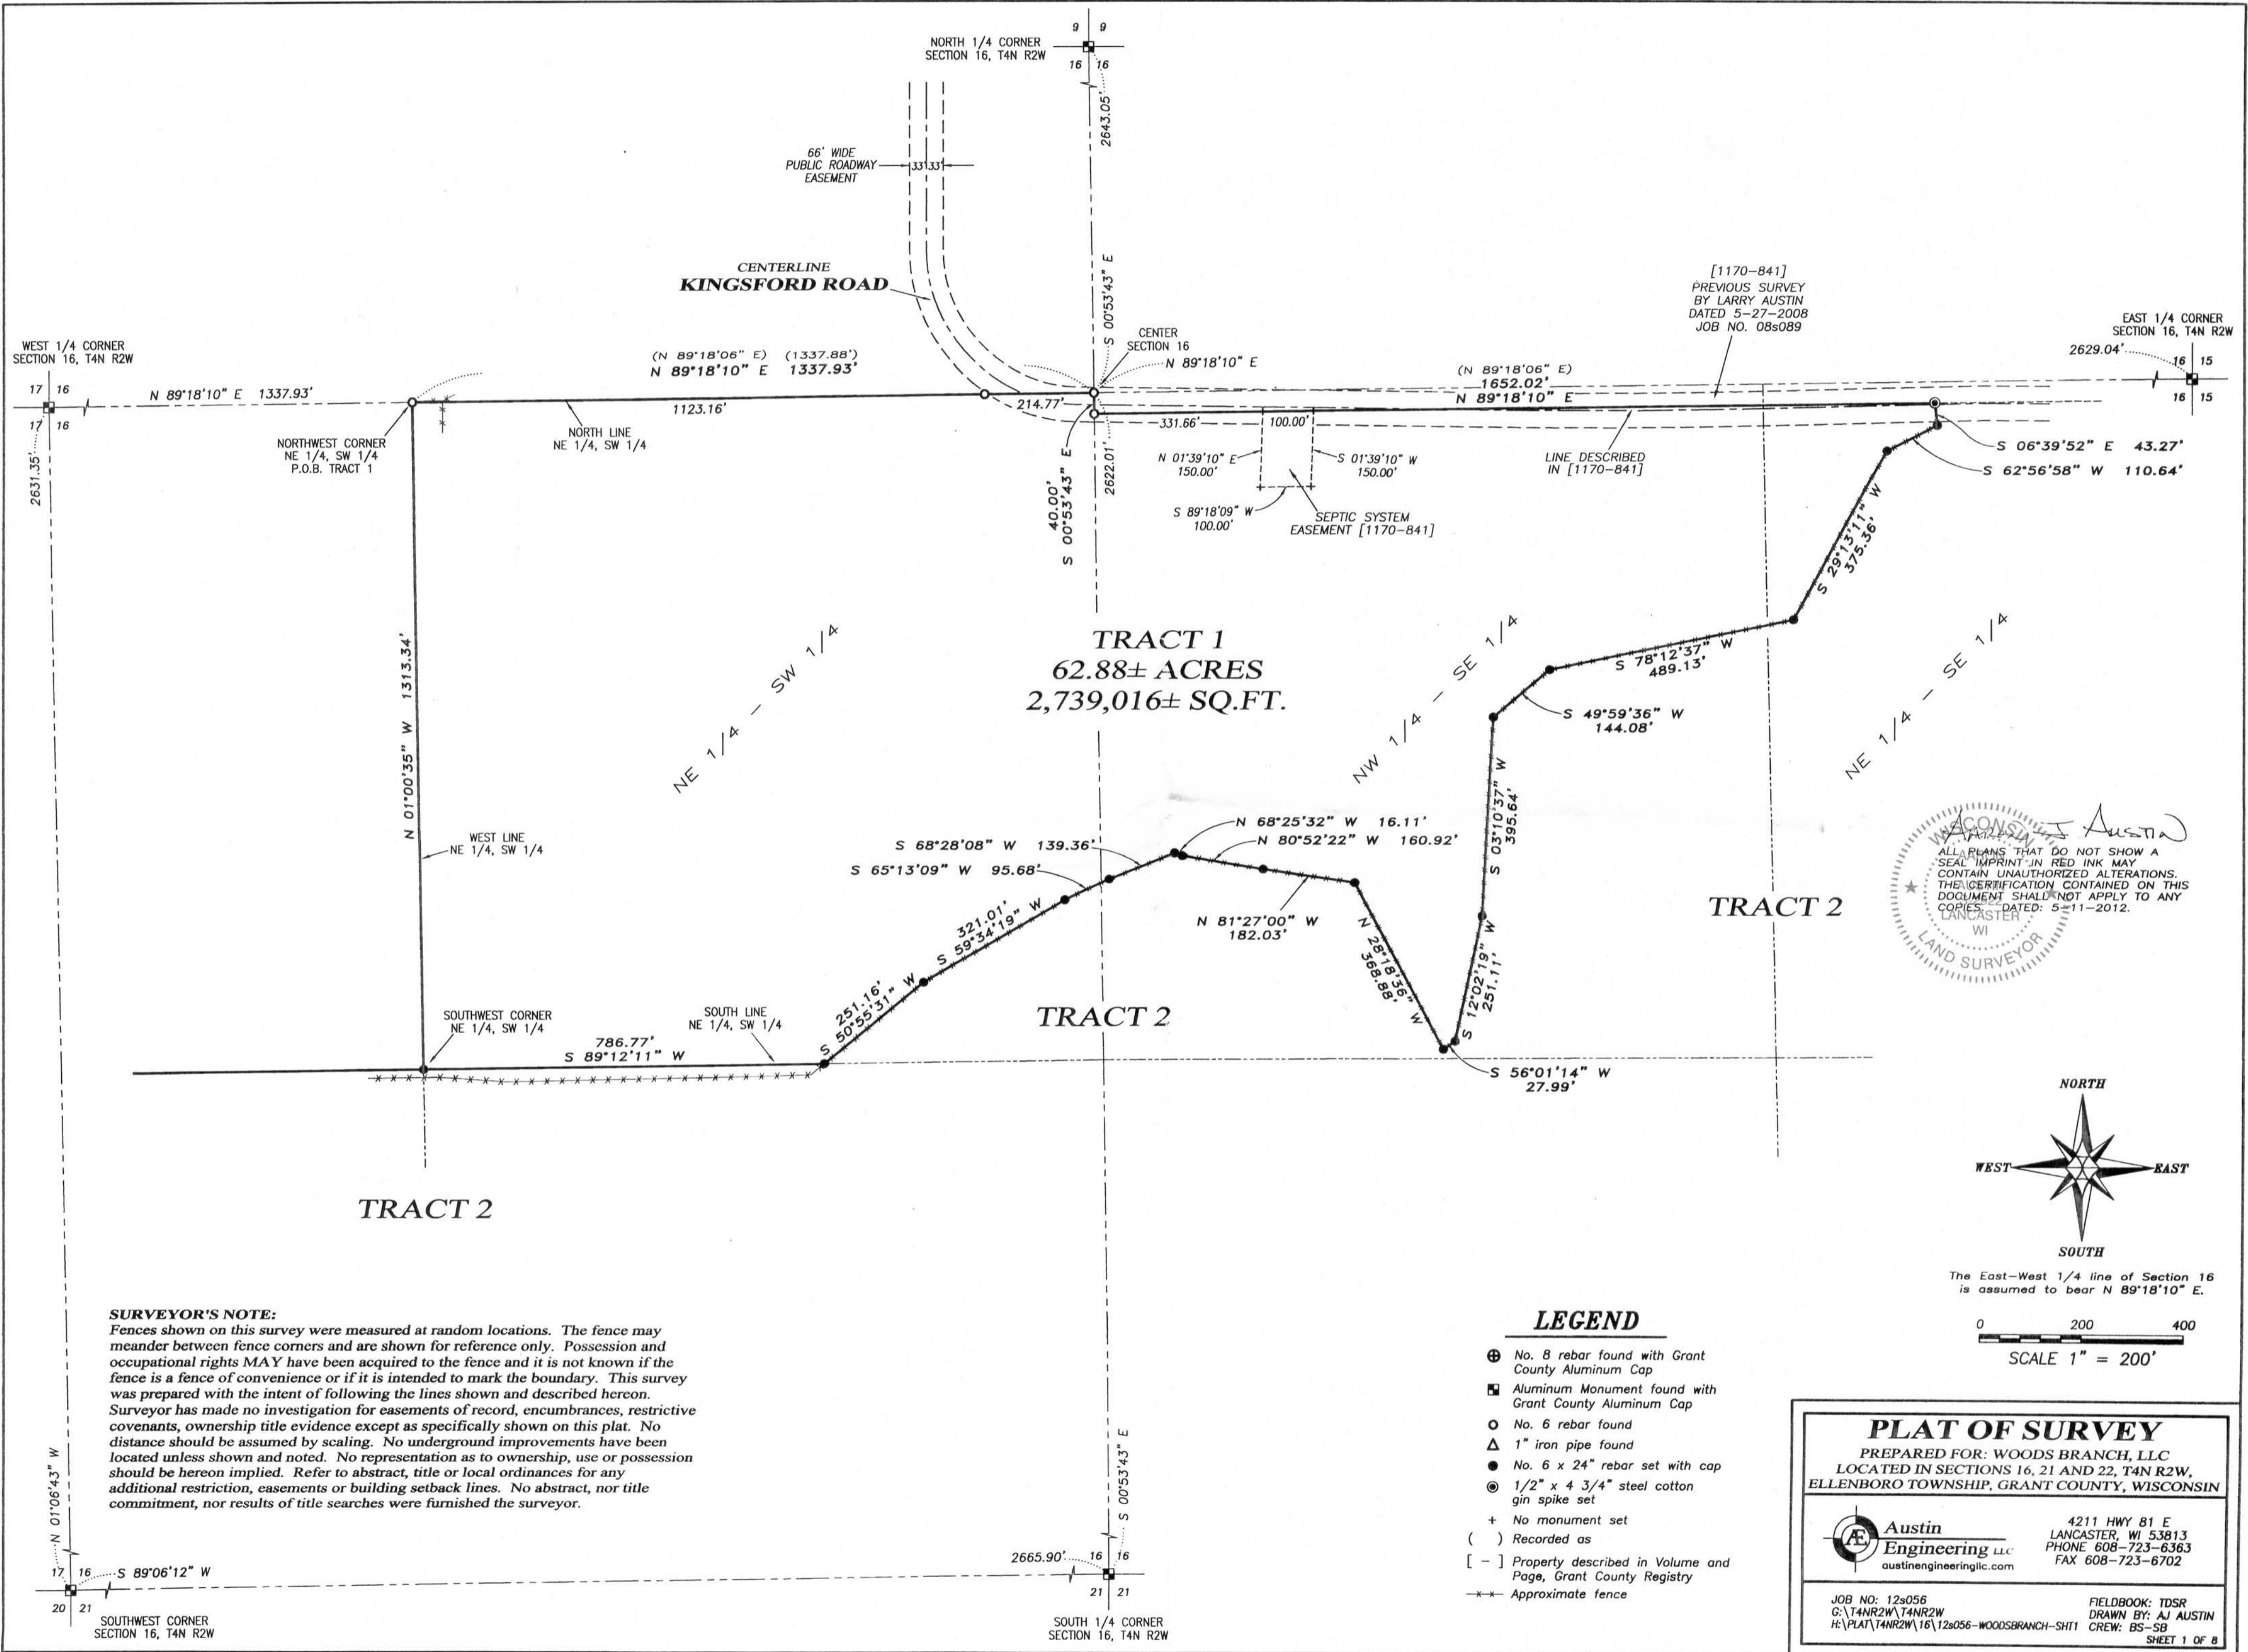 9 9
NORTH 1/4 CORNER
SECTION 16, T4N R2W
16 16
2643.05'
66' WIDE
PUBLIC ROADWAY
EASEMENT
33' 33'
CENTERLINE
KINGSFORD ROAD
S 00°53'43" E
CENTER
SECTION 16
N 89°18'10" E
[1170-841]
PREVIOUS SURVEY
BY LARRY AUSTIN
DATED 5-27-2008
JOB NO. 08s089
EAST 1/4 CORNER
SECTION 16, T4N R2W
2629.04'
16 15
16 15
WEST 1/4 CORNER
SECTION 16, T4N R2W
17 16
17 16
N 89°18'10" E 1337.93'
(N 89°18'06" E) (1337.88')
N 89°18'10" E 1337.93'
1123.16'
214.77'
(N 89°18'06" E)
1652.02'
N 89°18'10" E
NORTHWEST CORNER
NE 1/4, SW 1/4
P.O.B. TRACT 1
NORTH LINE
NE 1/4, SW 1/4
2631.35'
40.00'
S 00°53'43" E
2622.01'
331.66'
100.00'
N 01°39'10" E
150.00'
S 01°39'10" W
150.00'
S 89°18'09" W
100.00'
SEPTIC SYSTEM
EASEMENT [1170-841]
LINE DESCRIBED
IN [1170-841]
S 06°39'52" E 43.27'
S 62°56'58" W 110.64'
S 29°13'11" W
375.36'
N 01°00'35" W 1313.34'
NE 1/4 - SW 1/4
TRACT 1
62.88± ACRES
2,739,016± SQ.FT.
NW 1/4 - SE 1/4
S 78°12'37" W
489.13'
S 49°59'36" W
144.08'
NE 1/4 - SE 1/4
WEST LINE
NE 1/4, SW 1/4
S 68°28'08" W 139.36'
S 65°13'09" W 95.68'
N 68°25'32" W 16.11'
N 80°52'22" W 160.92'
S 03°10'37" W
395.64'
321.01'
S 59°34'19" W
N 81°27'00" W
182.03'
N 28°18'36" W
368.88'
S 12°02'19" W
251.11'
TRACT 2
WISCONSIN
Aaron J Austin
ALL PLANS THAT DO NOT SHOW A
SEAL IMPRINT IN RED INK MAY
CONTAIN UNAUTHORIZED ALTERATIONS.
THE CERTIFICATION CONTAINED ON THIS
DOCUMENT SHALL NOT APPLY TO ANY
COPIES. DATED: 5-11-2012.
LANCASTER
WI
LAND SURVEYOR
251.16'
S 50°55'31" W
TRACT 2
SOUTHWEST CORNER
NE 1/4, SW 1/4
SOUTH LINE
NE 1/4, SW 1/4
786.77'
S 89°12'11" W
S 56°01'14" W
27.99'
TRACT 2
NORTH
WEST
EAST
SOUTH
The East-West 1/4 line of Section 16
is assumed to bear N 89°18'10" E.
0 200 400
SCALE 1" = 200'
SURVEYOR'S NOTE:
Fences shown on this survey were measured at random locations. The fence may
meander between fence corners and are shown for reference only. Possession and
occupational rights MAY have been acquired to the fence and it is not known if the
fence is a fence of convenience or if it is intended to mark the boundary. This survey
was prepared with the intent of following the lines shown and described hereon.
Surveyor has made no investigation for easements of record, encumbrances, restrictive
covenants, ownership title evidence except as specifically shown on this plat. No
distance should be assumed by scaling. No underground improvements have been
located unless shown and noted. No representation as to ownership, use or possession
should be hereon implied. Refer to abstract, title or local ordinances for any
additional restriction, easements or building setback lines. No abstract, nor title
commitment, nor results of title searches were furnished the surveyor.
N 01°06'43" W
17 16
S 89°06'12" W
20 21
SOUTHWEST CORNER
SECTION 16, T4N R2W
S 00°53'43" E
2665.90'
16 16
21 21
SOUTH 1/4 CORNER
SECTION 16, T4N R2W
LEGEND
No. 8 rebar found with Grant
County Aluminum Cap
Aluminum Monument found with
Grant County Aluminum Cap
No. 6 rebar found
1" iron pipe found
No. 6 x 24" rebar set with cap
1/2" x 4 3/4" steel cotton
gin spike set
+ No monument set
( ) Recorded as
[ - ] Property described in Volume and
Page, Grant County Registry
Approximate fence
PLAT OF SURVEY
PREPARED FOR: WOODS BRANCH, LLC
LOCATED IN SECTIONS 16, 21 AND 22, T4N R2W,
ELLENBORO TOWNSHIP, GRANT COUNTY, WISCONSIN
AE
Austin
Engineering LLC
austinengineeringllc.com
4211 HWY 81 E
LANCASTER, WI 53813
PHONE 608-723-6363
FAX 608-723-6702
JOB NO: 12s056
G:\T4NR2W\T4NR2W
H:\PLAT\T4NR2W\16\12s056-WOODSBRANCH-SHT1
FIELDBOOK: TDSR
DRAWN BY: AJ AUSTIN
CREW: BS-SB
SHEET 1 OF 8